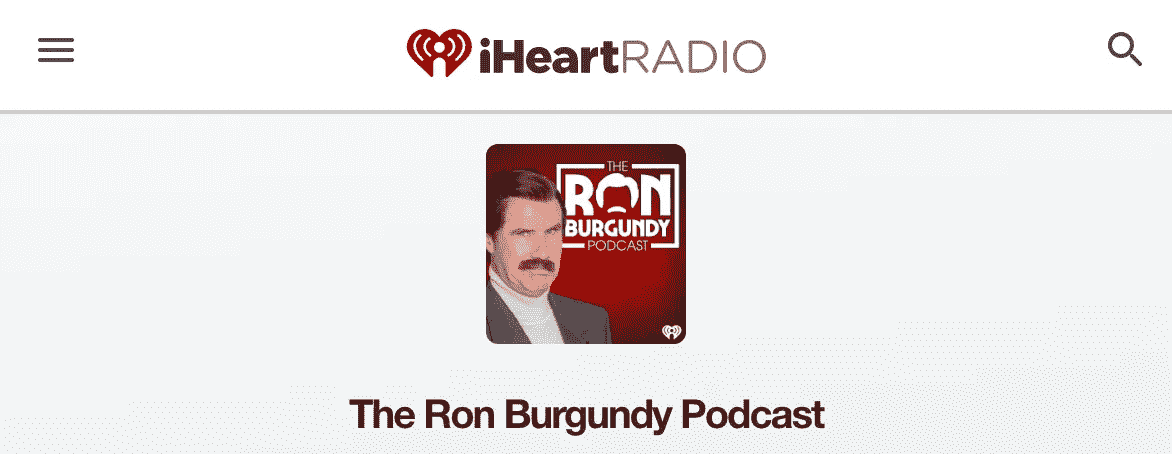 iHeartRADIO
THE
RON
BURGUNDY
PODCAST
The Ron Burgundy Podcast